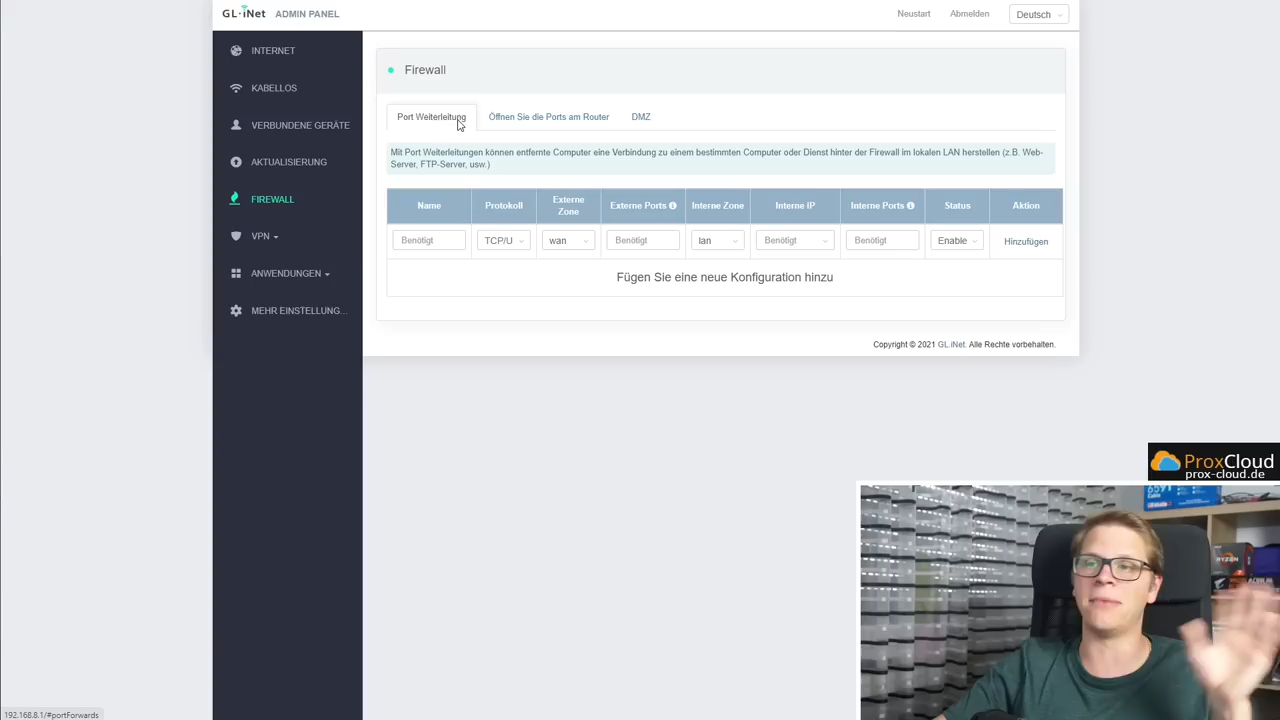 GL·iNet ADMIN PANEL
Neustart Abmelden Deutsch
INTERNET
KABELLOS
VERBUNDENE GERÄTE
AKTUALISIERUNG
FIREWALL
VPN
ANWENDUNGEN
MEHR EINSTELLUNG...
Firewall
Port Weiterleitung Öffnen Sie die Ports am Router DMZ
Mit Port Weiterleitungen können entfernte Computer eine Verbindung zu einem bestimmten Computer oder Dienst hinter der Firewall im lokalen LAN herstellen (z.B. Web-
Server, FTP-Server, usw.)
Name Protokoll Externe Zone Externe Ports Interne Zone Interne IP Interne Ports Status Aktion
Benötigt TCP/U wan Benötigt lan Benötigt Benötigt Enable Hinzufügen
Fügen Sie eine neue Konfiguration hinzu
Copyright © 2021 GL.iNet. Alle Rechte vorbehalten.
ProxCloud
prox-cloud.de
6591
RYZEN
192.168.8.1/#portForwards